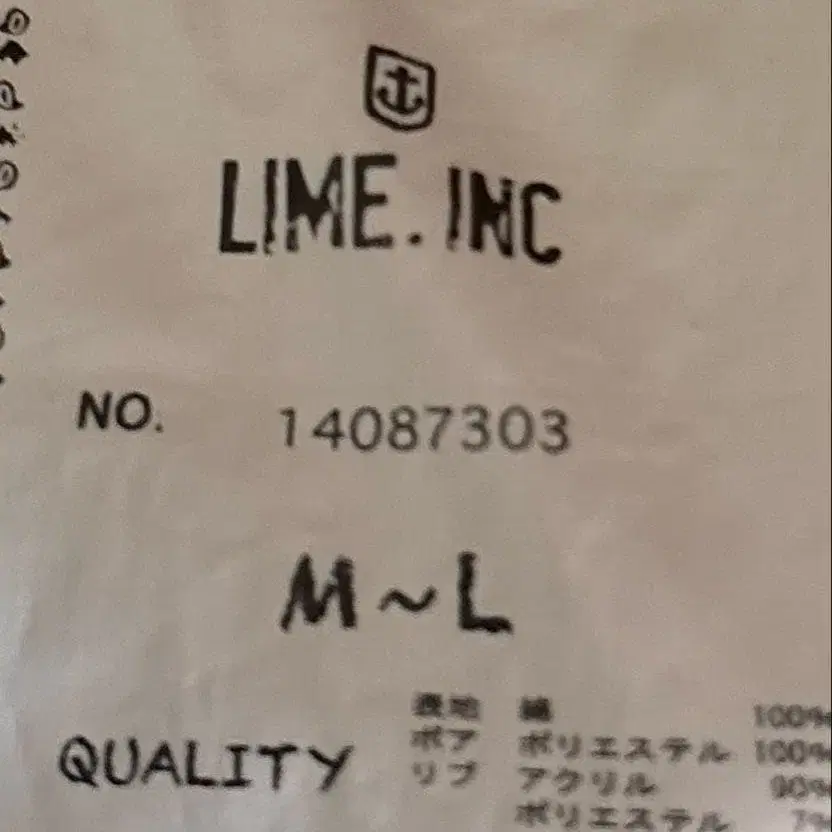 LIME.INC
NO. 14087303
M~L
QUALITY
表地 綿 100%
ボア ポリエステル 100%
リブ アクリル 90%
ポリエステル 7%